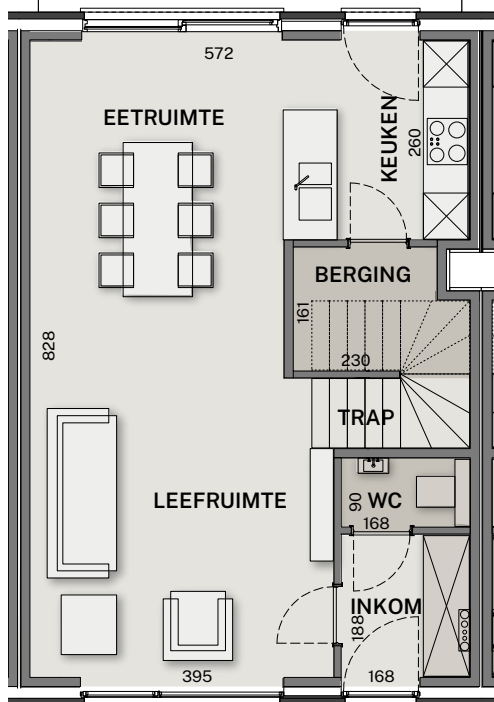 572
EETRUIMTE
KEUKEN
260
BERGING
161
230
828
TRAP
LEEFRUIMTE
90
WC
168
INKOM
188
395
168